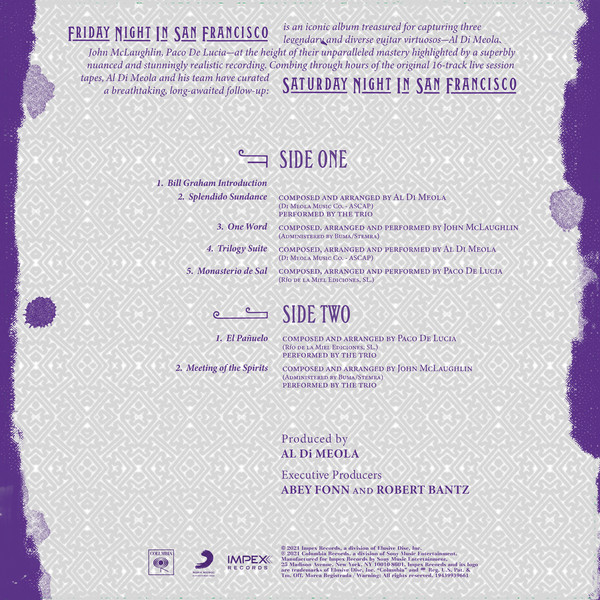 FRIDAY NIGHT IN SAN FRANCISCO is an iconic album treasured for capturing three
legendary and diverse guitar virtuosos—Al Di Meola,
John McLaughlin, Paco De Lucia—at the height of their unparalleled mastery highlighted by a superbly
nuanced and stunningly realistic recording. Combing through hours of the original 16-track live session
tapes, Al Di Meola and his team have curated
a breathtaking, long-awaited follow-up: SATURDAY NIGHT IN SAN FRANCISCO
SIDE ONE
1. Bill Graham Introduction
2. Splendido Sundance COMPOSED AND ARRANGED BY AL DI MEOLA
(DI MEOLA MUSIC CO. - ASCAP)
PERFORMED BY THE TRIO
3. One Word COMPOSED, ARRANGED AND PERFORMED BY JOHN MCLAUGHLIN
(ADMINISTERED BY BUMA/STEMRA)
4. Trilogy Suite COMPOSED, ARRANGED AND PERFORMED BY AL DI MEOLA
(DI MEOLA MUSIC CO. - ASCAP)
5. Monasterio de Sal COMPOSED, ARRANGED AND PERFORMED BY PACO DE LUCIA
(RÍO DE LA MIEL EDICIONES, SL.)
SIDE TWO
1. El Pañuelo COMPOSED AND ARRANGED BY PACO DE LUCIA
(RÍO DE LA MIEL EDICIONES, SL.)
PERFORMED BY THE TRIO
2. Meeting of the Spirits COMPOSED AND ARRANGED BY JOHN MCLAUGHLIN
(ADMINISTERED BY BUMA/STEMRA)
PERFORMED BY THE TRIO
Produced by
AL Di MEOLA
Executive Producers
ABEY FONN AND ROBERT BANTZ
COLUMBIA
IMPEX
RECORDS
© 2021 Impex Records, a division of Elusive Disc, Inc.
℗ 2021 Columbia Records, a division of Sony Music Entertainment.
Manufactured for Impex Records by Sony Music Entertainment,
25 Madison Avenue, New York, NY 10010-8601. Impex Records and its logo
are trademarks of Elusive Disc, Inc. "Columbia" and Reg. U.S. Pat. &
Tm. Off. Marca Registrada / Warning: All rights reserved. 19439939661